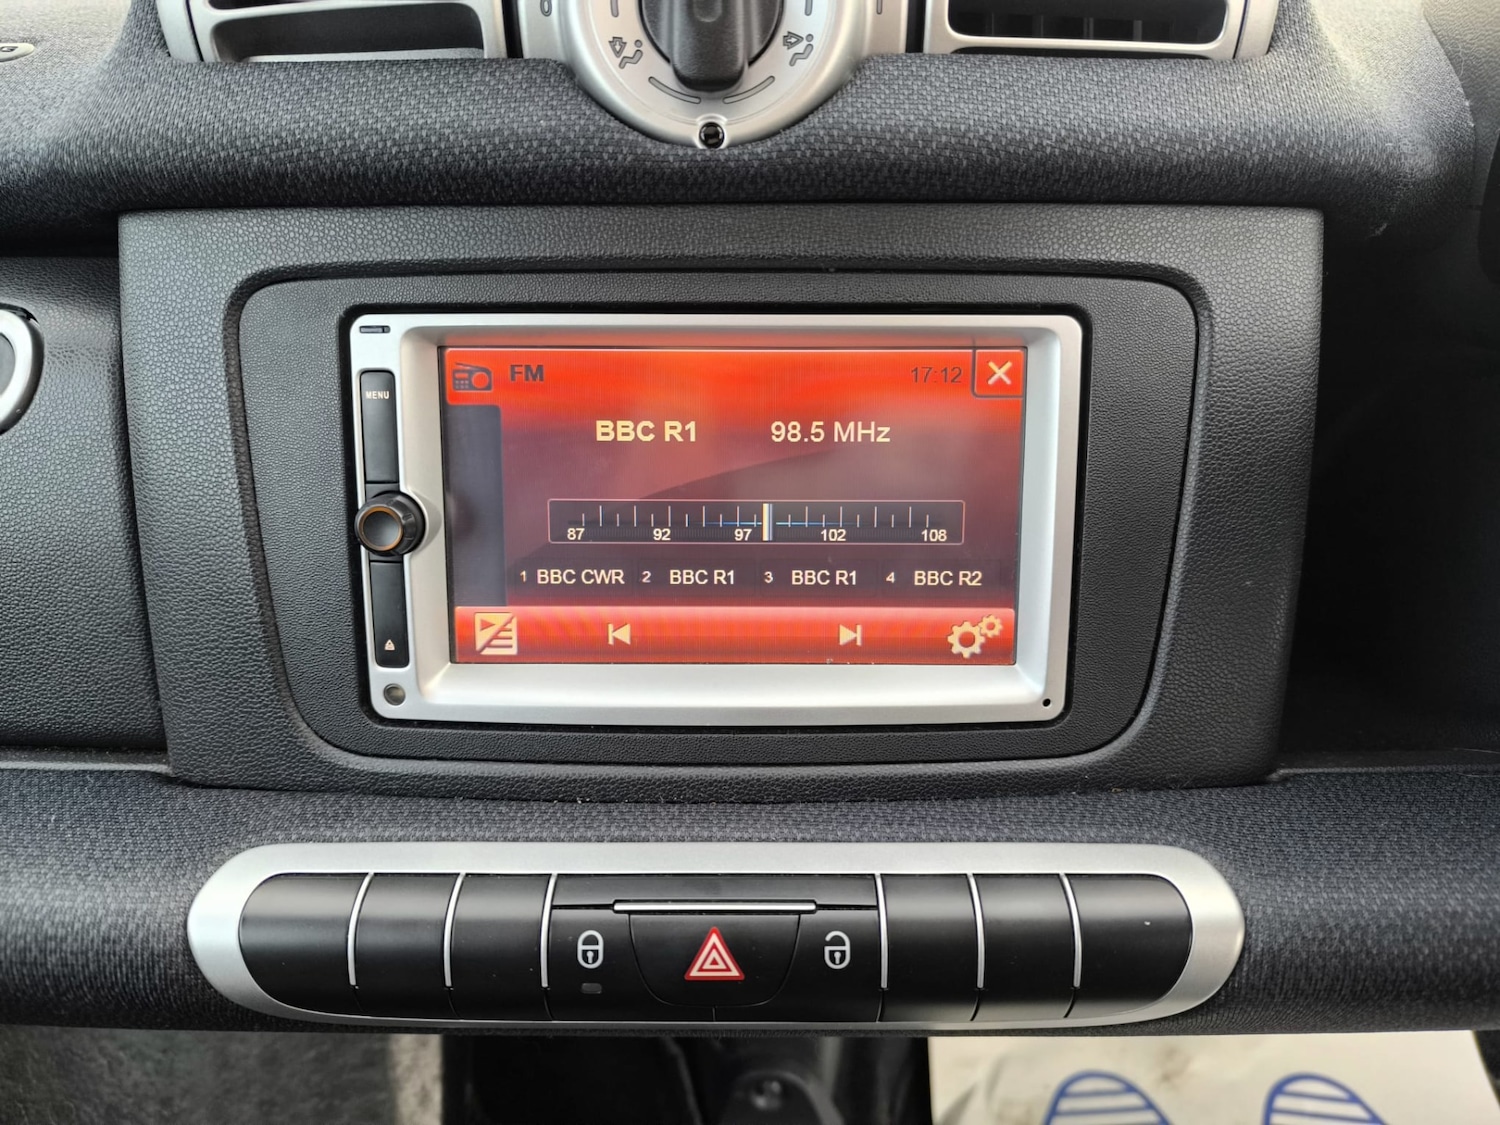 0
MENU
FM 17:12
BBC R1 98.5 MHz
87 92 97 102 108
1 BBC CWR 2 BBC R1 3 BBC R1 4 BBC R2